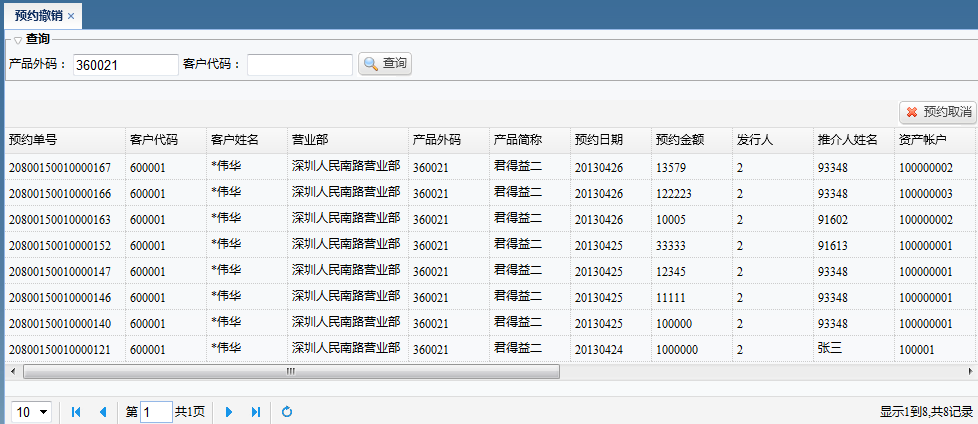 预约撤销
查询
产品外码： 360021 客户代码： 查询
预约取消
预约单号 客户代码 客户姓名 营业部 产品外码 产品简称 预约日期 预约金额 发行人 推介人姓名 资产帐户
20800150010000167 600001 *伟华 深圳人民南路营业部 360021 君得益二 20130426 13579 2 93348 100000002
20800150010000166 600001 *伟华 深圳人民南路营业部 360021 君得益二 20130426 122223 2 93348 100000003
20800150010000163 600001 *伟华 深圳人民南路营业部 360021 君得益二 20130426 10005 2 91602 100000002
20800150010000152 600001 *伟华 深圳人民南路营业部 360021 君得益二 20130425 33333 2 91613 100000001
20800150010000147 600001 *伟华 深圳人民南路营业部 360021 君得益二 20130425 12345 2 93348 100000001
20800150010000146 600001 *伟华 深圳人民南路营业部 360021 君得益二 20130425 11111 2 93348 100000001
20800150010000140 600001 *伟华 深圳人民南路营业部 360021 君得益二 20130425 100000 2 93348 100000001
20800150010000121 600001 *伟华 深圳人民南路营业部 360021 君得益二 20130424 1000000 2 张三 100001
10 第 1 共1页 显示1到8,共8记录